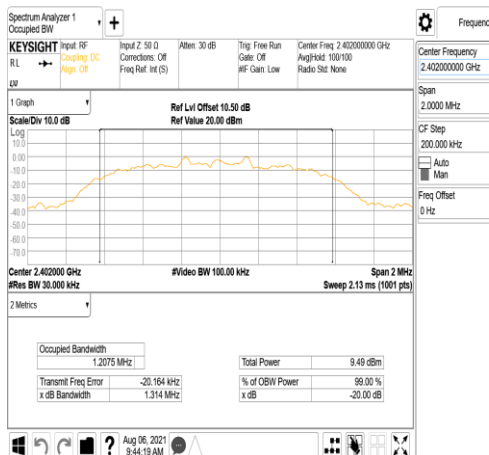 Spectrum Analyzer 1
Occupied BW
Frequenc
KEYSIGHT
RL
Input: RF
Coupling: DC
Align: Off
Input Z: 50 Ω
Corrections: Off
Freq Ref: Int (S)
Atten: 30 dB
Trig: Free Run
Gate: Off
#IF Gain: Low
Center Freq: 2.402000000 GHz
Avg|Hold: 100/100
Radio Std: None
Center Frequency
2.402000000 GHz
Span
2.0000 MHz
CF Step
200.000 kHz
Auto
Man
Freq Offset
0 Hz
1 Graph
Scale/Div 10.0 dB
Ref Lvl Offset 10.50 dB
Ref Value 20.00 dBm
Log
10.0
0.00
-10.0
-20.0
-30.0
-40.0
-50.0
-60.0
-70.0
Center 2.402000 GHz
#Video BW 100.00 kHz
Span 2 MHz
#Res BW 30.000 kHz
Sweep 2.13 ms (1001 pts)
2 Metrics
Occupied Bandwidth
1.2075 MHz
Total Power
9.49 dBm
Transmit Freq Error
-20.164 kHz
% of OBW Power
99.00 %
x dB Bandwidth
1.314 MHz
x dB
-20.00 dB
?
Aug 06, 2021
9:44:19 AM